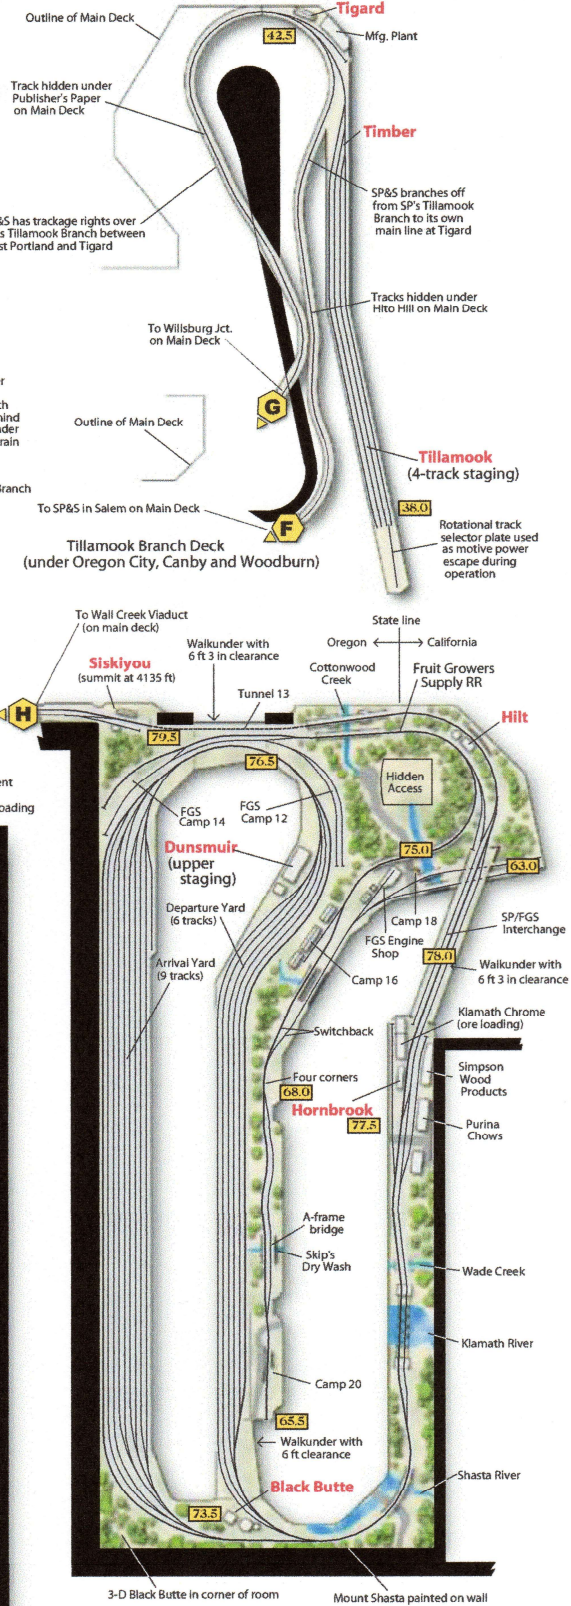 Tigard
Outline of Main Deck
42.5
Mfg. Plant
Track hidden under
Publisher's Paper
on Main Deck
Timber
SP&S branches off
from SP's Tillamook
Branch to its own
main line at Tigard
&S has trackage rights over
s Tillamook Branch between
st Portland and Tigard
Tracks hidden under
Hito Hill on Main Deck
To Willsburg Jct.
on Main Deck
G
Outline of Main Deck
Tillamook
(4-track staging)
To SP&S in Salem on Main Deck
F
38.0
Rotational track
selector plate used
as motive power
escape during
operation
Tillamook Branch Deck
(under Oregon City, Canby and Woodburn)
er
th
hind
nder
train
Branch
To Wall Creek Viaduct
(on main deck)
State line
Oregon
California
Siskiyou
(summit at 4135 ft)
Walkunder with
6 ft 3 in clearance
Cottonwood
Creek
Fruit Growers
Supply RR
Tunnel 13
H
Hilt
79.5
76.5
Hidden
Access
ent
loading
FGS
Camp 14
FGS
Camp 12
Dunsmuir
(upper
staging)
75.0
63.0
Departure Yard
(6 tracks)
Camp 18
FGS Engine
Shop
SP/FGS
Interchange
Arrival Yard
(9 tracks)
78.0
Walkunder with
6 ft 3 in clearance
Camp 16
Klamath Chrome
(ore loading)
Switchback
Four corners
68.0
Simpson
Wood
Products
Hornbrook
77.5
Purina
Chows
A-frame
bridge
Skip's
Dry Wash
Wade Creek
Klamath River
Camp 20
65.5
Walkunder with
6 ft clearance
Shasta River
Black Butte
73.5
3-D Black Butte in corner of room
Mount Shasta painted on wall